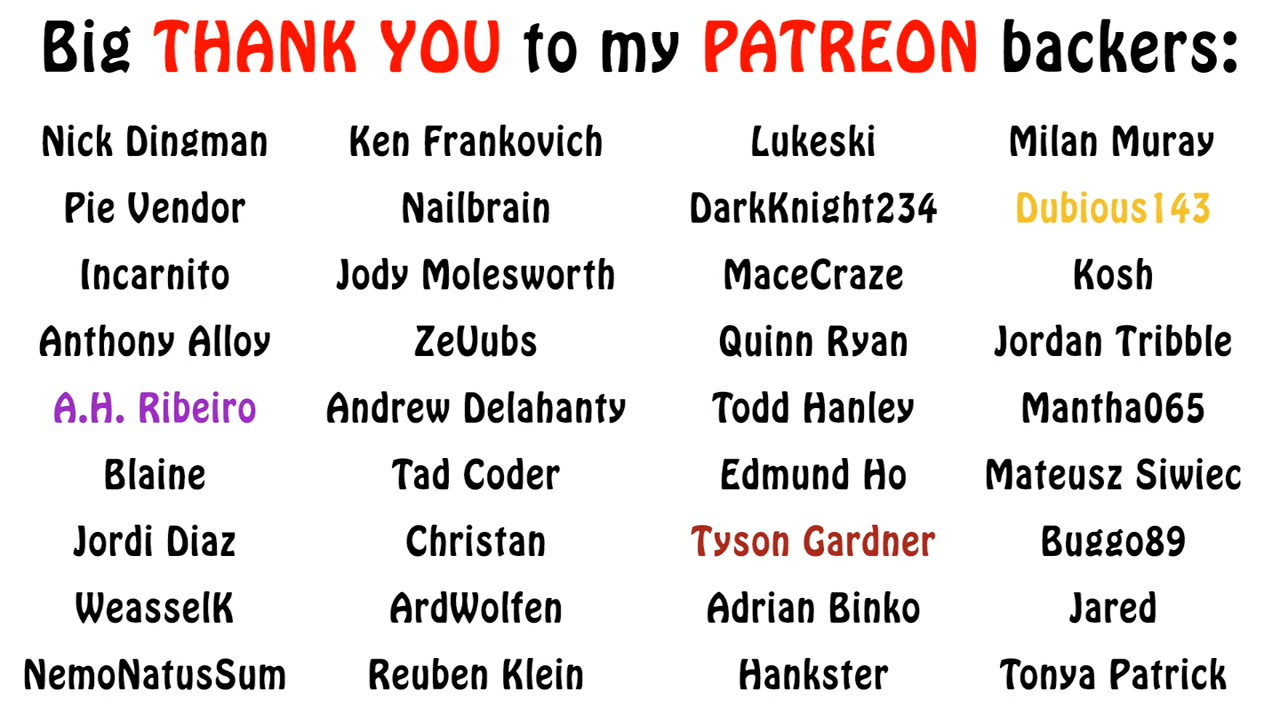 Big THANK YOU to my PATREON backers:
Nick Dingman Ken Frankovich Lukeski Milan Muray
Pie Vendor Nailbrain DarkKnight234 Dubious143
Incarnito Jody Molesworth MaceCraze Kosh
Anthony Alloy ZeVubs Quinn Ryan Jordan Tribble
A.H. Ribeiro Andrew Delahanty Todd Hanley Mantha065
Blaine Tad Coder Edmund Ho Mateusz Siwiec
Jordi Diaz Christan Tyson Gardner Buggo89
WeasselK ArdWolfen Adrian Binko Jared
NemoNatusSum Reuben Klein Hankster Tonya Patrick